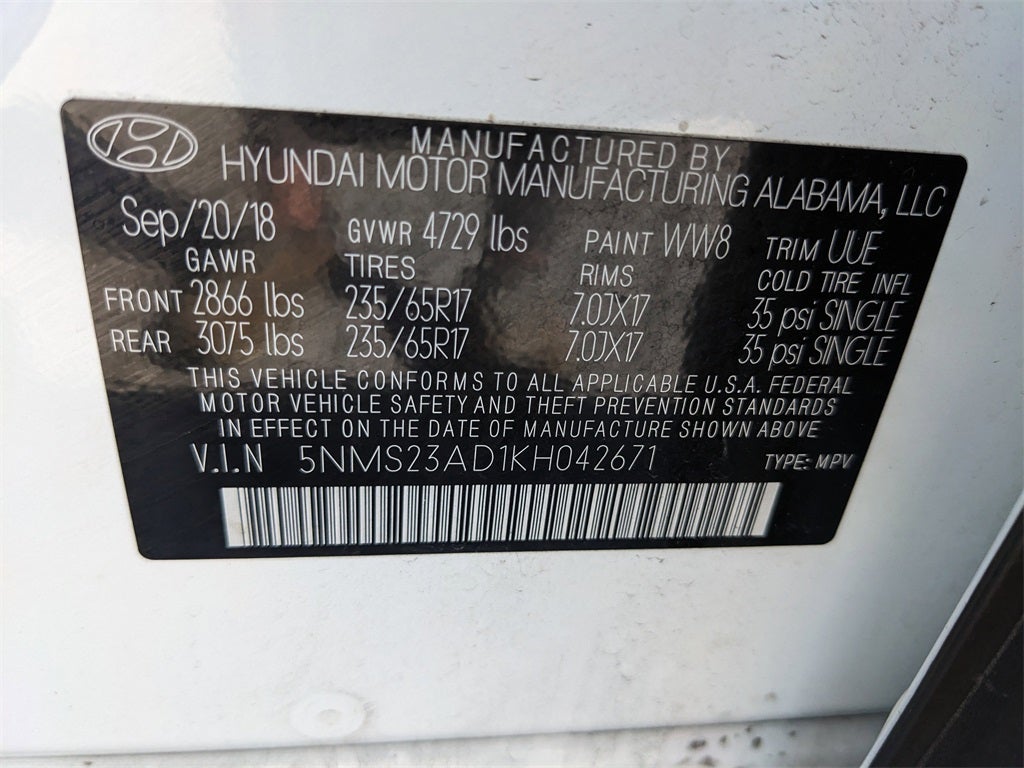 MANUFACTURED BY
HYUNDAI MOTOR MANUFACTURING ALABAMA, LLC
Sep/20/18 GVWR 4729 lbs PAINT WW8 TRIM UUE
GAWR TIRES RIMS COLD TIRE INFL
FRONT 2866 lbs 235/65R17 7.0JX17 35 psi SINGLE
REAR 3075 lbs 235/65R17 7.0JX17 35 psi SINGLE
THIS VEHICLE CONFORMS TO ALL APPLICABLE U.S.A. FEDERAL
MOTOR VEHICLE SAFETY AND THEFT PREVENTION STANDARDS
IN EFFECT ON THE DATE OF MANUFACTURE SHOWN ABOVE
V.I.N 5NMS23AD1KH042671 TYPE: MPV